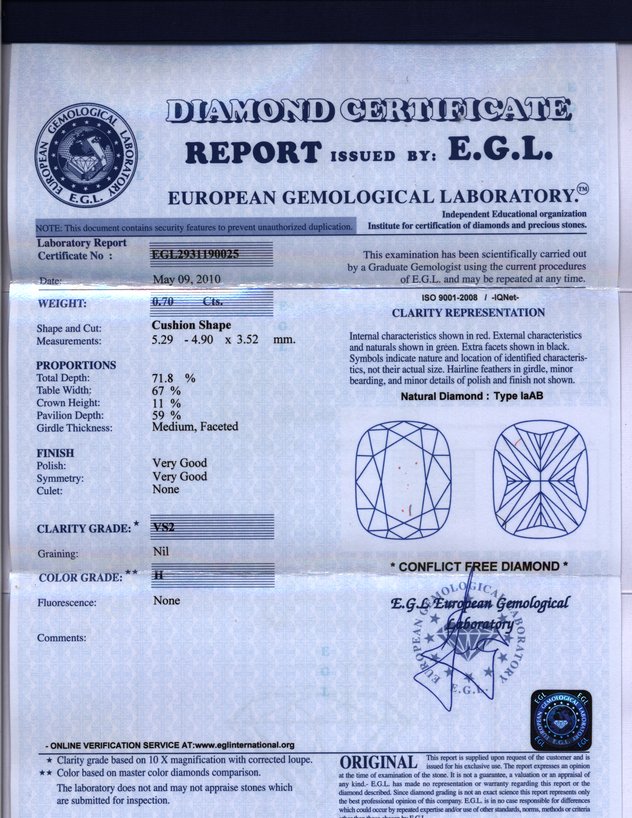 DIAMOND CERTIFICATE
REPORT ISSUED BY: E.G.L.
EUROPEAN GEMOLOGICAL LABORATORY.™
EUROPEAN GEMOLOGICAL LABORATORY
E.G.L.
Independent Educational organization
NOTE: This document contains security features to prevent unauthorized duplication.
Institute for certification of diamonds and precious stones.
Laboratory Report
Certificate No : EGL2931190025
Date: May 09, 2010
WEIGHT: 0.70 Cts.
Shape and Cut: Cushion Shape
Measurements: 5.29 - 4.90 x 3.52 mm.
PROPORTIONS
Total Depth: 71.8 %
Table Width: 67 %
Crown Height: 11 %
Pavilion Depth: 59 %
Girdle Thickness: Medium, Faceted
FINISH
Polish: Very Good
Symmetry: Very Good
Culet: None
CLARITY GRADE: * VS2
Graining: Nil
COLOR GRADE: ** H
Fluorescence: None
Comments:
This examination has been scientifically carried out
by a Graduate Gemologist using the current procedures
of E.G.L. and may be repeated at any time.
ISO 9001-2008 / -IQNet-
CLARITY REPRESENTATION
Internal characteristics shown in red. External characteristics
and naturals shown in green. Extra facets shown in black.
Symbols indicate nature and location of identified characteris-
tics, not their actual size. Hairline feathers in girdle, minor
bearding, and minor details of polish and finish not shown.
Natural Diamond : Type IaAB
* CONFLICT FREE DIAMOND *
E.G.L European Gemological
Laboratory
EUROPEAN GEMOLOGICAL LABORATORY
E.G.L.
EGL
EGL
EUROPEAN GEMOLOGICAL LABORATORY
E.G.L
EGL
EGL
- ONLINE VERIFICATION SERVICE AT:www.eglinternational.org
* Clarity grade based on 10 X magnification with corrected loupe.
** Color based on master color diamonds comparison.
The laboratory does not and may not appraise stones which
are submitted for inspection.
ORIGINAL This report is supplied upon request of the customer and is
issued for his exclusive use. The report expresses an opinion
at the time of examination of the stone. It is not a guarantee, a valuation or an appraisal of
any kind.- E.G.L. has made no representation or warranty regarding this report or the
diamond described. Since diamond grading is not an exact science this report represents only
the best professional opinion of this company. E.G.L. is in no case responsible for differences
which could occur by repeated expertise and/or use of other standards, norms, methods or criteria